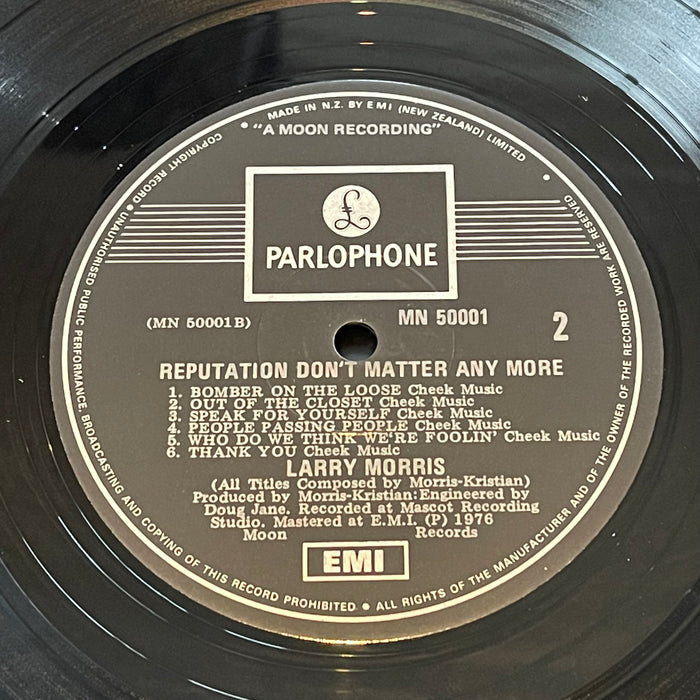 MADE IN N.Z. BY E M I (NEW ZEALAND) LIMITED
• "A MOON RECORDING" •
£
PARLOPHONE
(MN 50001B)
MN 50001
2
REPUTATION DON'T MATTER ANY MORE
1. BOMBER ON THE LOOSE Cheek Music
2. OUT OF THE CLOSET Cheek Music
3. SPEAK FOR YOURSELF Cheek Music
4. PEOPLE PASSING PEOPLE Cheek Music
5. WHO DO WE THINK WE'RE FOOLIN' Cheek Music
6. THANK YOU Cheek Music
LARRY MORRIS
(All Titles Composed by Morris-Kristian)
Produced by Morris-Kristian: Engineered by
Doug Jane. Recorded at Mascot Recording
Studio. Mastered at E.M.I. (P) 1976
Moon Records
EMI
COPYRIGHT RECORD • UNAUTHORISED PUBLIC PERFORMANCE, BROADCASTING AND COPYING OF THIS RECORD PROHIBITED • ALL RIGHTS OF THE MANUFACTURER AND OF THE OWNER OF THE RECORDED WORK ARE RESERVED